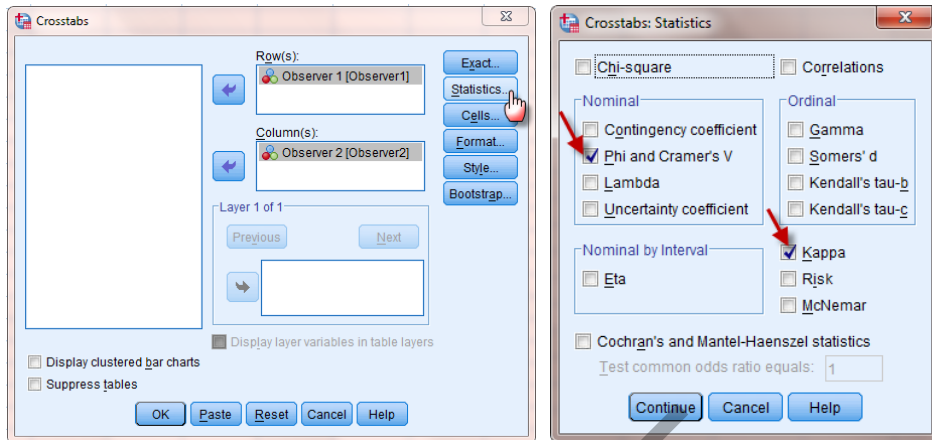 Crosstabs
Row(s):
Observer 1 [Observer1]
Exact...
Statistics...
Cells...
Column(s):
Observer 2 [Observer2]
Format...
Style...
Bootstrap...
Layer 1 of 1
Previous
Next
Display layer variables in table layers
Display clustered bar charts
Suppress tables
OK
Paste
Reset
Cancel
Help
Crosstabs: Statistics
Chi-square
Correlations
Nominal
Contingency coefficient
Phi and Cramer's V
Lambda
Uncertainty coefficient
Ordinal
Gamma
Somers' d
Kendall's tau-b
Kendall's tau-c
Nominal by Interval
Eta
Kappa
Risk
McNemar
Cochran's and Mantel-Haenszel statistics
Test common odds ratio equals: 1
Continue
Cancel
Help